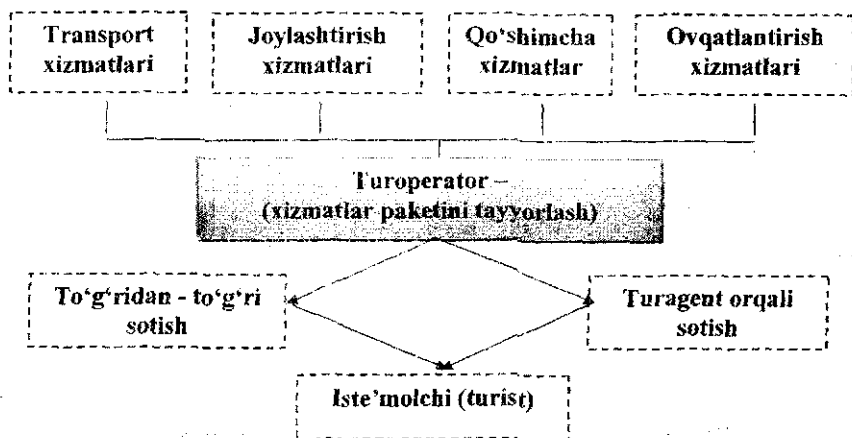 Transport
xizmatlari
Joylashtirish
xizmatlari
Qo‘shimcha
xizmatlar
Ovqatlantirish
xizmatlari
Turoperator –
(xizmatlar paketini tayyorlash)
To‘g‘ridan - to‘g‘ri
sotish
Turagent orqali
sotish
Iste’molchi (turist)